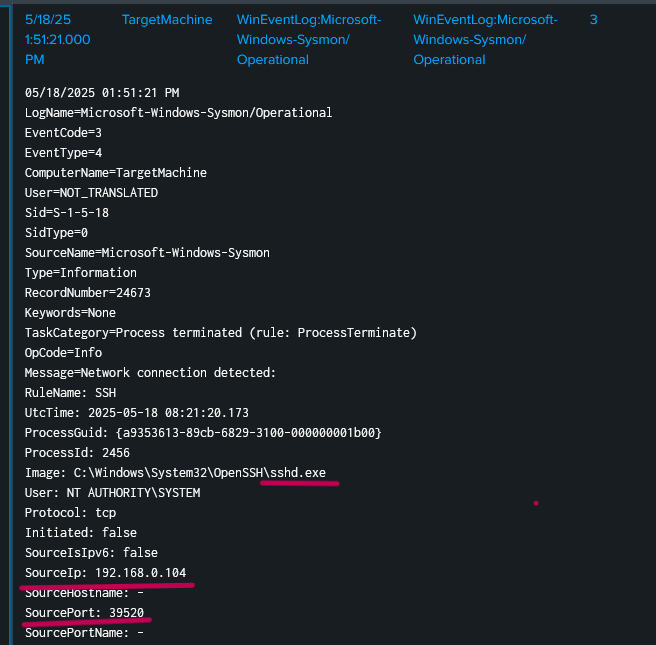 5/18/25 TargetMachine WinEventLog:Microsoft- WinEventLog:Microsoft- 3
1:51:21.000 Windows-Sysmon/ Windows-Sysmon/
PM Operational Operational
05/18/2025 01:51:21 PM
LogName=Microsoft-Windows-Sysmon/Operational
EventCode=3
EventType=4
ComputerName=TargetMachine
User=NOT_TRANSLATED
Sid=S-1-5-18
SidType=0
SourceName=Microsoft-Windows-Sysmon
Type=Information
RecordNumber=24673
Keywords=None
TaskCategory=Process terminated (rule: ProcessTerminate)
OpCode=Info
Message=Network connection detected:
RuleName: SSH
UtcTime: 2025-05-18 08:21:20.173
ProcessGuid: {a9353613-89cb-6829-3100-000000001b00}
ProcessId: 2456
Image: C:\Windows\System32\OpenSSH\sshd.exe
User: NT AUTHORITY\SYSTEM
Protocol: tcp
Initiated: false
SourceIsIpv6: false
SourceIp: 192.168.0.104
SourceHostname: -
SourcePort: 39520
SourcePortName: -